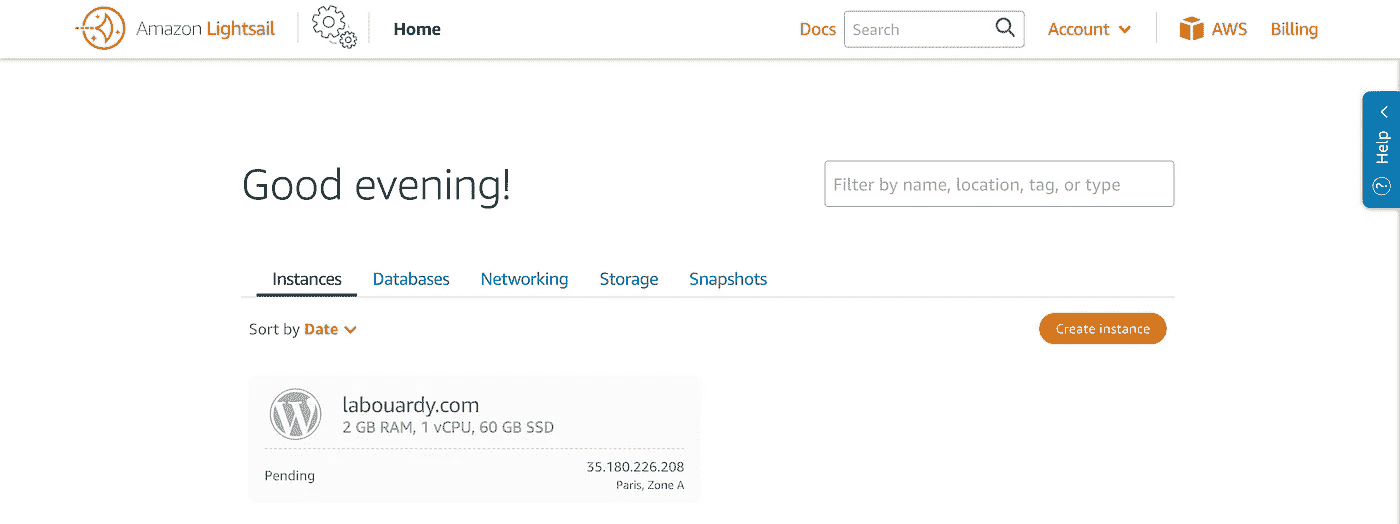 Amazon Lightsail
Home
Docs
Search
Account
AWS
Billing
Help
Good evening!
Filter by name, location, tag, or type
Instances Databases Networking Storage Snapshots
Sort by Date
Create instance
labouardy.com
2 GB RAM, 1 vCPU, 60 GB SSD
Pending
35.180.226.208
Paris, Zone A